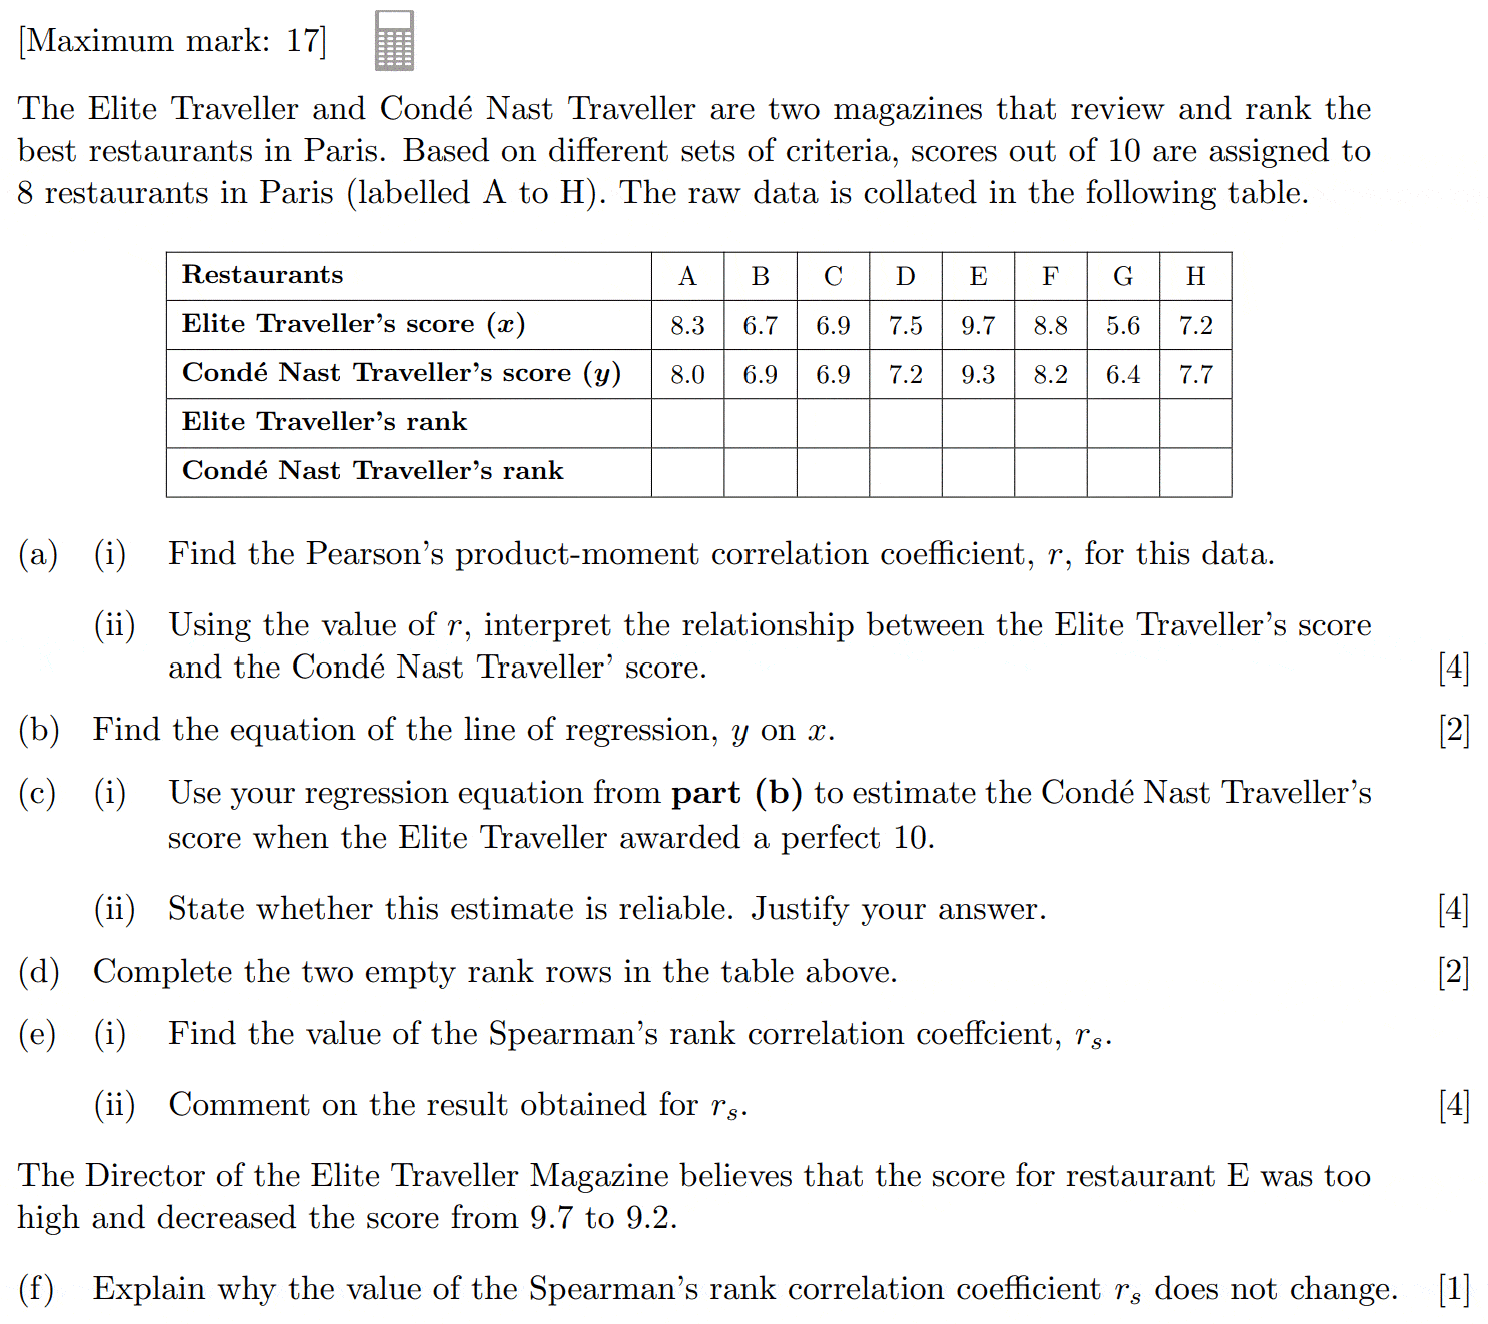 [Maximum mark: 17]
The Elite Traveller and Condé Nast Traveller are two magazines that review and rank the
best restaurants in Paris. Based on different sets of criteria, scores out of 10 are assigned to
8 restaurants in Paris (labelled A to H). The raw data is collated in the following table.
Restaurants A B C D E F G H
Elite Traveller's score (x) 8.3 6.7 6.9 7.5 9.7 8.8 5.6 7.2
Condé Nast Traveller's score (y) 8.0 6.9 6.9 7.2 9.3 8.2 6.4 7.7
Elite Traveller's rank
Condé Nast Traveller's rank
(a) (i) Find the Pearson's product-moment correlation coefficient, r, for this data.
(ii) Using the value of r, interpret the relationship between the Elite Traveller's score
and the Condé Nast Traveller' score. [4]
(b) Find the equation of the line of regression, y on x. [2]
(c) (i) Use your regression equation from part (b) to estimate the Condé Nast Traveller's
score when the Elite Traveller awarded a perfect 10.
(ii) State whether this estimate is reliable. Justify your answer. [4]
(d) Complete the two empty rank rows in the table above. [2]
(e) (i) Find the value of the Spearman's rank correlation coeffcient, rₛ.
(ii) Comment on the result obtained for rₛ. [4]
The Director of the Elite Traveller Magazine believes that the score for restaurant E was too
high and decreased the score from 9.7 to 9.2.
(f) Explain why the value of the Spearman's rank correlation coefficient rₛ does not change. [1]